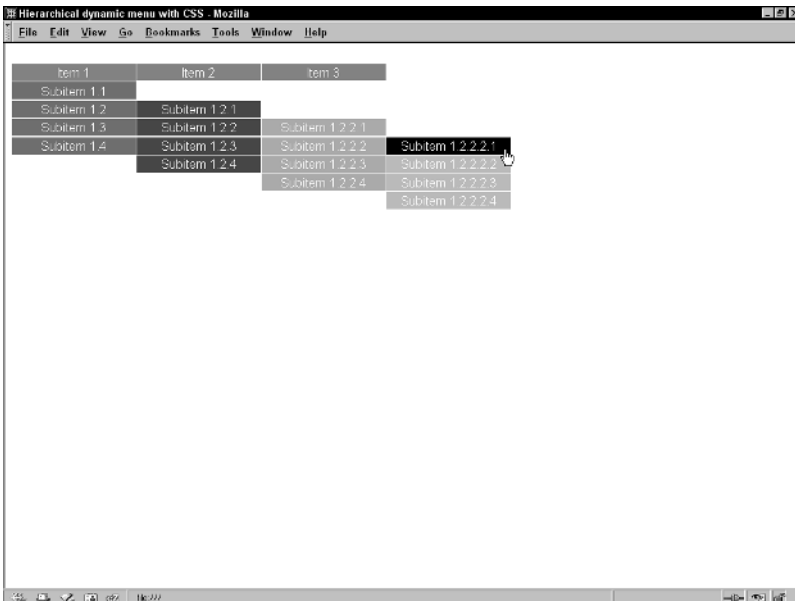 Hierarchical dynamic menu with CSS - Mozilla
File Edit View Go Bookmarks Tools Window Help
Item 1 Item 2 Item 3
Subitem 1.1
Subitem 1.2 Subitem 1.2.1
Subitem 1.3 Subitem 1.2.2 Subitem 1.2.2.1
Subitem 1.4 Subitem 1.2.3 Subitem 1.2.2.2 Subitem 1.2.2.2.1
Subitem 1.2.4 Subitem 1.2.2.3 Subitem 1.2.2.2.2
Subitem 1.2.2.4 Subitem 1.2.2.2.3
Subitem 1.2.2.2.4